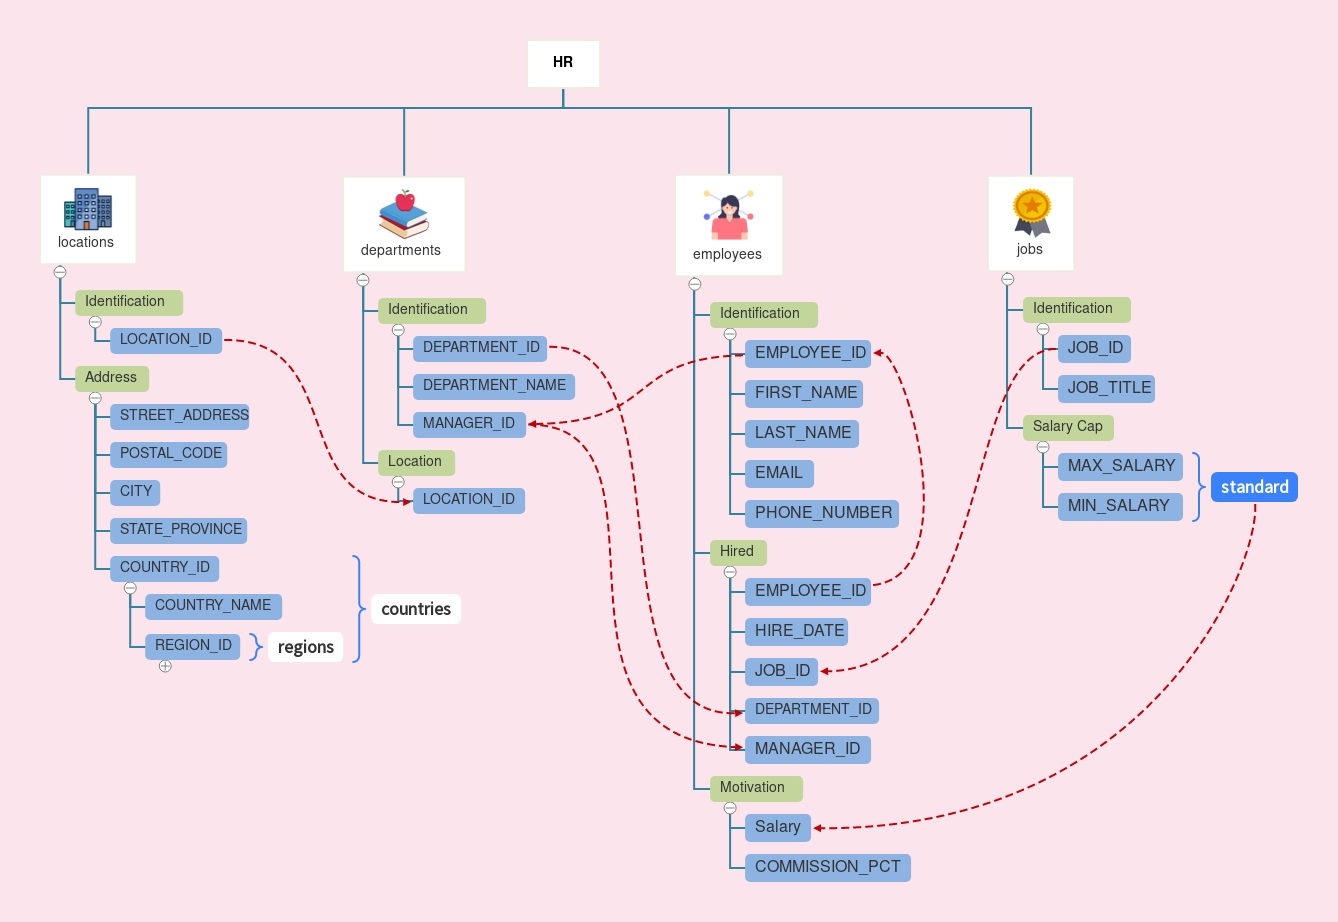 HR
locations
Identification
LOCATION_ID
Address
STREET_ADDRESS
POSTAL_CODE
CITY
STATE_PROVINCE
COUNTRY_ID
COUNTRY_NAME
REGION_ID
regions
countries
departments
Identification
DEPARTMENT_ID
DEPARTMENT_NAME
MANAGER_ID
Location
LOCATION_ID
employees
Identification
EMPLOYEE_ID
FIRST_NAME
LAST_NAME
EMAIL
PHONE_NUMBER
Hired
EMPLOYEE_ID
HIRE_DATE
JOB_ID
DEPARTMENT_ID
MANAGER_ID
Motivation
Salary
COMMISSION_PCT
jobs
Identification
JOB_ID
JOB_TITLE
Salary Cap
MAX_SALARY
MIN_SALARY
standard